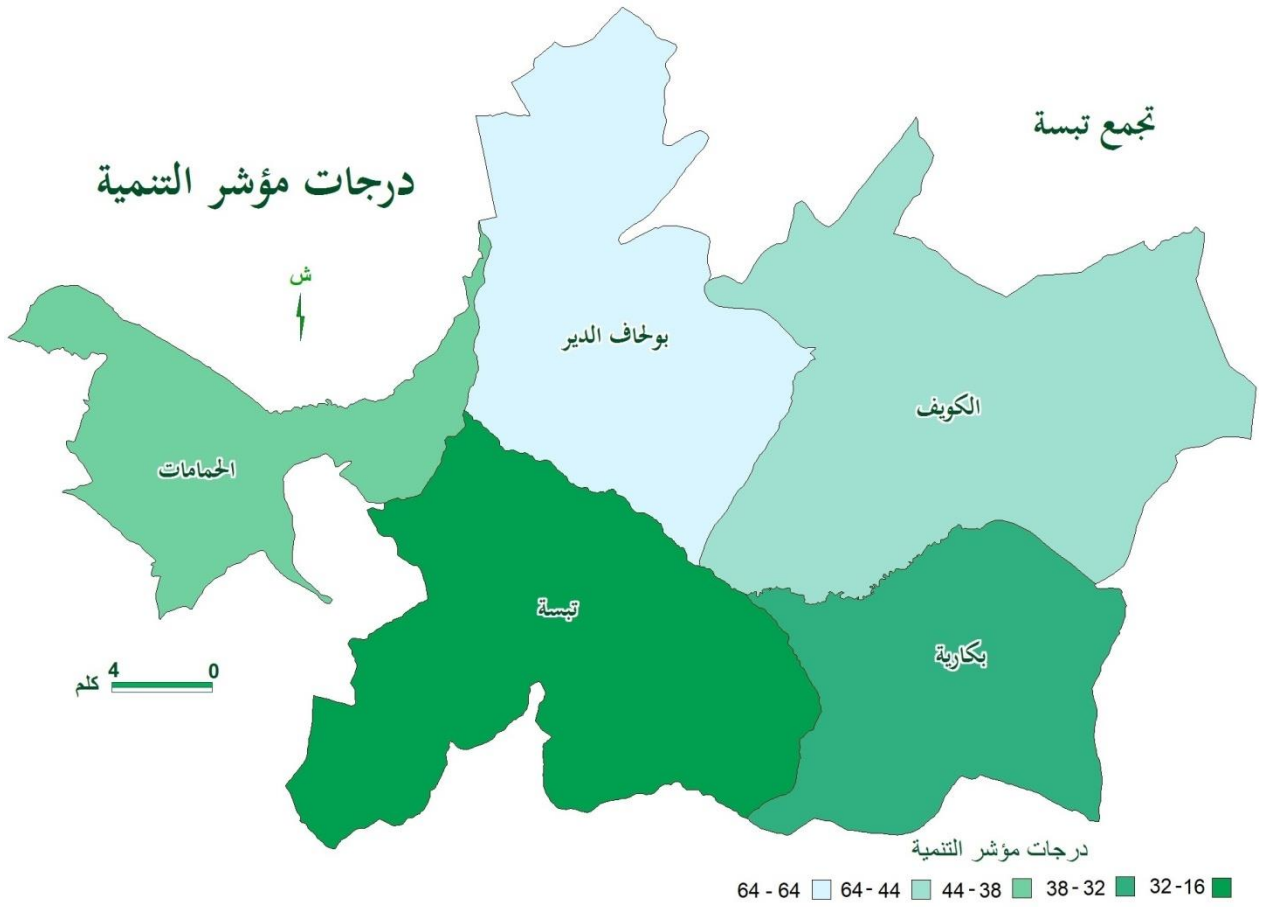 تجمع تبسة
درجات مؤشر التنمية
ش
بولحاف الدير
الكويف
الحمامات
تبسة
بكارية
كلم 4 0
درجات مؤشر التنمية
32-16
38-32
44-38
64-44
64-64